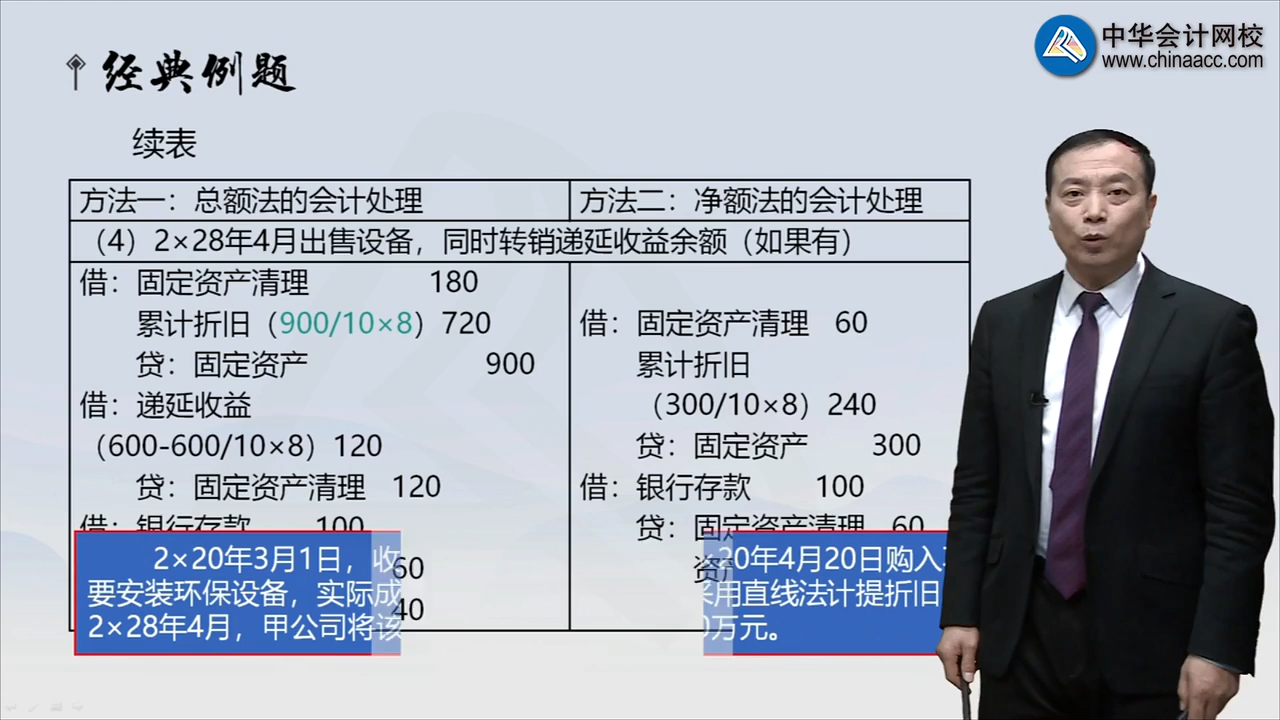 中华会计网校
www.chinaacc.com
经典例题
续表
方法一：总额法的会计处理
方法二：净额法的会计处理
（4）2×28年4月出售设备，同时转销递延收益余额（如果有）
借：固定资产清理 180
累计折旧（900/10×8）720
贷：固定资产 900
借：递延收益
（600-600/10×8）120
贷：固定资产清理 120
借：银行存款 100
60
40
借：固定资产清理 60
累计折旧
（300/10×8）240
贷：固定资产 300
借：银行存款 100
贷：固定资产清理 60
资产
2×20年3月1日，收
要安装环保设备，实际成
2×28年4月，甲公司将该
20年4月20日购入
采用直线法计提折旧
0万元。